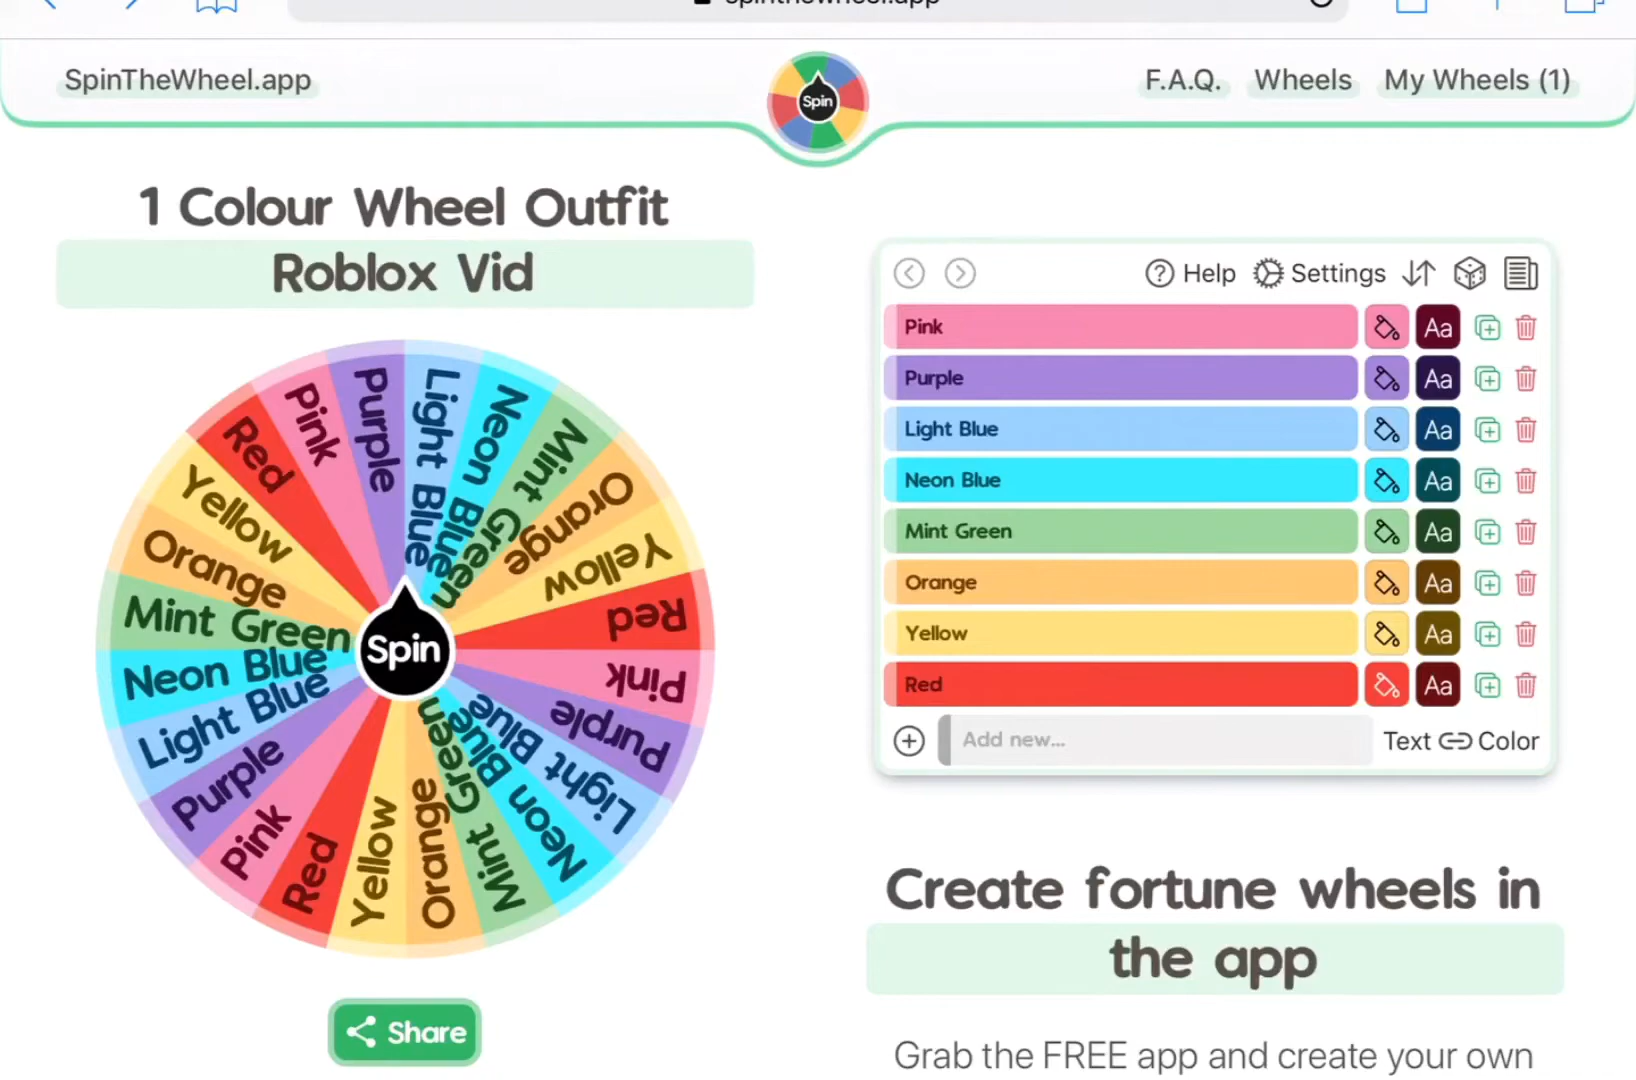 spinthewheel.app
SpinTheWheel.app
Spin
F.A.Q.
Wheels
My Wheels (1)
1 Colour Wheel Outfit
Roblox Vid
Light Blue
Neon Blue
Mint Green
Orange
Yellow
Red
Pink
Purple
Light Blue
Neon Blue
Mint Green
Orange
Yellow
Red
Pink
Purple
Light Blue
Neon Blue
Mint Green
Orange
Yellow
Red
Pink
Purple
Spin
Share
Help
Settings
Pink
Aa
Purple
Aa
Light Blue
Aa
Neon Blue
Aa
Mint Green
Aa
Orange
Aa
Yellow
Aa
Red
Aa
Add new...
Text
Color
Create fortune wheels in
the app
Grab the FREE app and create your own